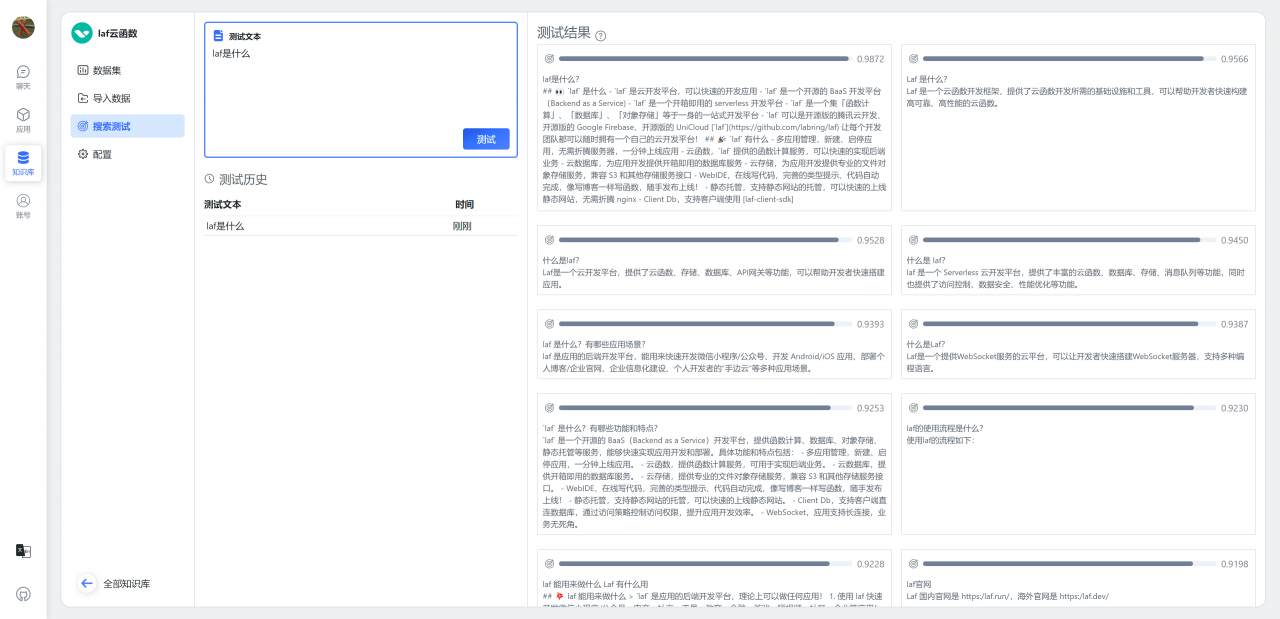 聊天
应用
知识库
账号
laf云函数
数据集
导入数据
搜索测试
配置
全部知识库
测试文本
laf是什么
测试
测试历史
测试文本 时间
laf是什么 刚刚
测试结果
0.9872
laf是什么?
## 👀 `laf` 是什么 - `laf` 是云开发平台，可以快速的开发应用 - `laf` 是一个开源的 BaaS 开发平台
（Backend as a Service) - `laf` 是一个开箱即用的 serverless 开发平台 - `laf` 是一个集「函数计
算」、「数据库」、「对象存储」等于一身的一站式开发平台 - `laf` 可以是开源版的腾讯云开发、
开源版的 Google Firebase、开源版的 UniCloud [`laf`](https://github.com/labring/laf) 让每个开发
团队都可以随时拥有一个自己的云开发平台！ ## 🎉 `laf` 有什么 - 多应用管理，新建、启停应
用，无需折腾服务器，一分钟上线应用 - 云函数，`laf` 提供的函数计算服务，可以快速的实现后端
业务 - 云数据库，为应用开发提供开箱即用的数据库服务 - 云存储，为应用开发提供专业的文件对
象存储服务，兼容 S3 和其他存储服务接口 - WebIDE，在线写代码，完善的类型提示、代码自动
完成，像写博客一样写函数，随手发布上线！ - 静态托管，支持静态网站的托管，可以快速的上线
静态网站，无需折腾 nginx - Client Db，支持客户端使用 [laf-client-sdk]
0.9566
Laf 是什么?
Laf 是一个云函数开发框架，提供了云函数开发所需的基础设施和工具，可以帮助开发者快速构建
高可靠、高性能的云函数。
0.9528
什么是laf?
Laf是一个云开发平台，提供了云函数、存储、数据库、API网关等功能，可以帮助开发者快速搭建
应用。
0.9450
什么是 laf?
laf 是一个 Serverless 云开发平台，提供了丰富的云函数、数据库、存储、消息队列等功能，同时
也提供了访问控制、数据安全、性能优化等功能。
0.9393
laf 是什么？有哪些应用场景?
laf 是应用的后端开发平台，能用来快速开发微信小程序/公众号、开发 Android/iOS 应用、部署个
人博客/企业官网、企业信息化建设、个人开发者的“手边云”等多种应用场景。
0.9387
什么是Laf?
Laf是一个提供WebSocket服务的云平台，可以让开发者快速搭建WebSocket服务器，支持多种编
程语言。
0.9253
`laf` 是什么？有哪些功能和特点?
`laf` 是一个开源的 BaaS（Backend as a Service）开发平台，提供函数计算、数据库、对象存储、
静态托管等服务，能够快速实现应用开发和部署。具体功能和特点包括： - 多应用管理，新建、启
停应用，一分钟上线应用。 - 云函数，提供函数计算服务，可用于实现后端业务。 - 云数据库，提
供开箱即用的数据库服务。 - 云存储，提供专业的文件对象存储服务，兼容 S3 和其他存储服务接
口。 - WebIDE，在线写代码，完善的类型提示、代码自动完成，像写博客一样写函数，随手发布
上线！ - 静态托管，支持静态网站的托管，可以快速的上线静态网站。 - Client Db，支持客户端直
连数据库，通过访问策略控制访问权限，提升应用开发效率。 - WebSocket，应用支持长连接，业
务无死角。
0.9230
laf的使用流程是什么?
使用laf的流程如下：
0.9228
laf 能用来做什么 Laf 有什么用
## 💥 laf 能用来做什么 > `laf` 是应用的后端开发平台，理论上可以做任何应用！ 1. 使用 laf 快速
0.9198
laf官网
Laf 国内官网是 https:/laf.run/，海外官网是 https:/laf.dev/